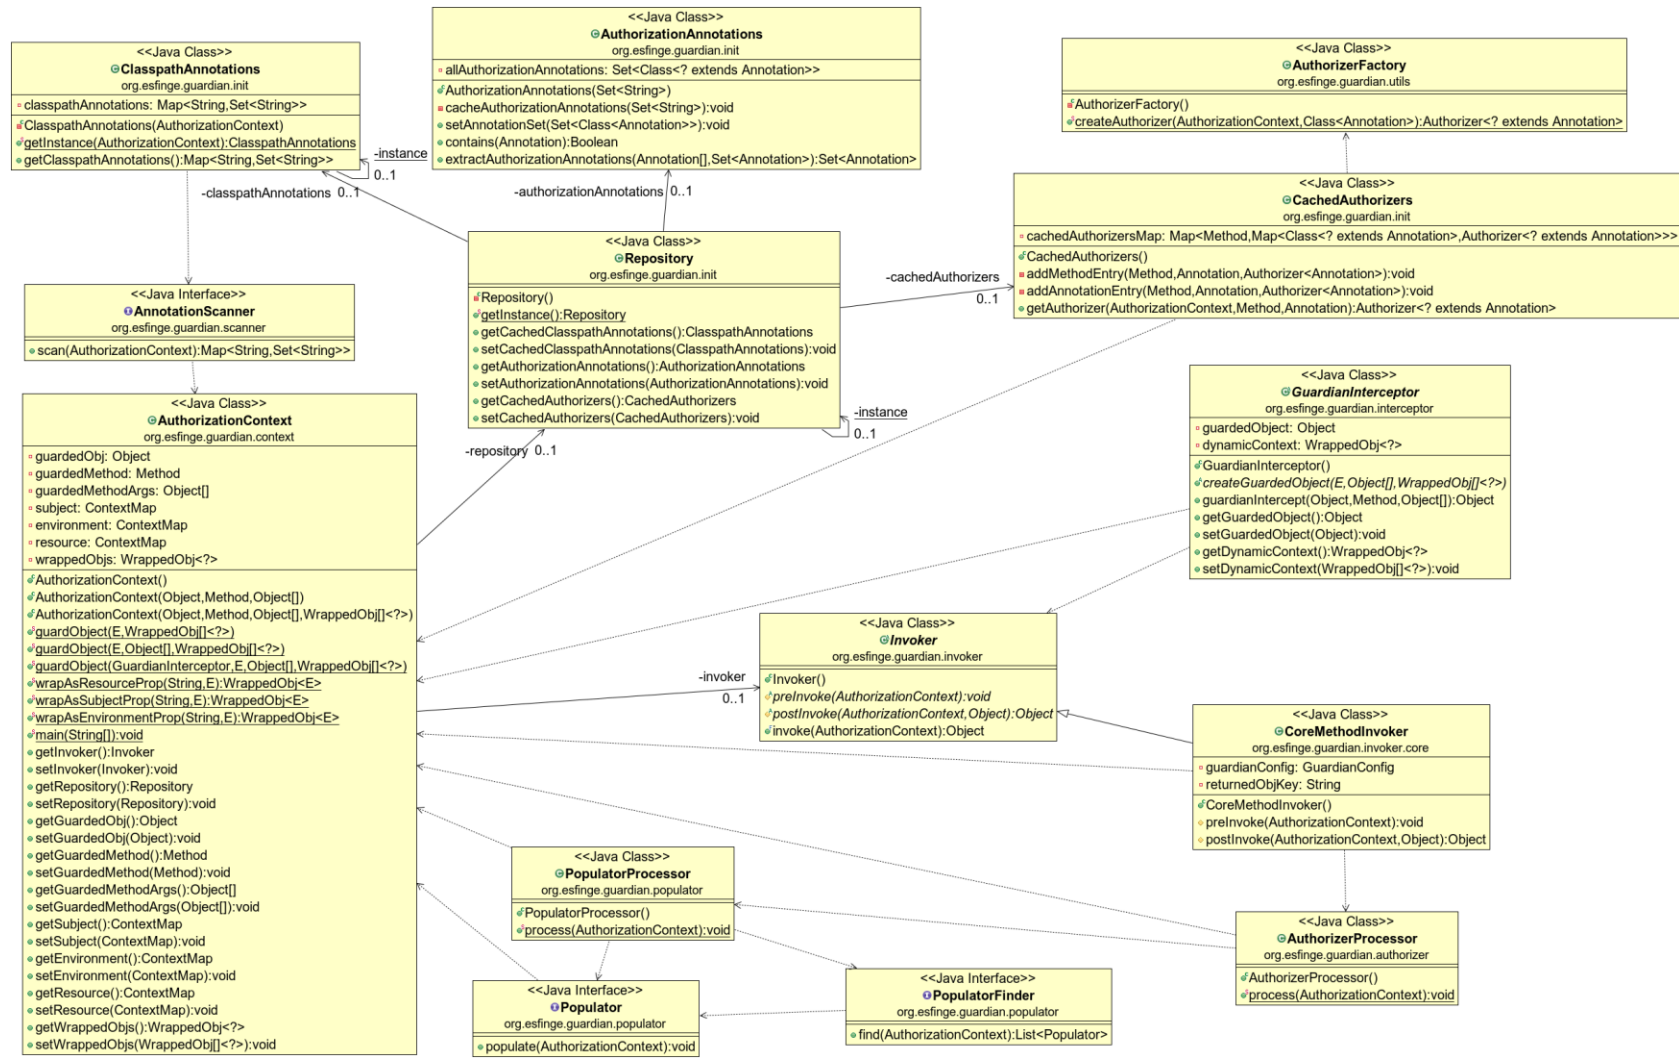 <<Java Class>>
ClasspathAnnotations
org.esfinge.guardian.init
classpathAnnotations: Map<String,Set<String>>
ClasspathAnnotations(AuthorizationContext)
getInstance(AuthorizationContext):ClasspathAnnotations
getClasspathAnnotations():Map<String,Set<String>>
-instance
0..1
-classpathAnnotations 0..1
<<Java Class>>
AuthorizationAnnotations
org.esfinge.guardian.init
allAuthorizationAnnotations: Set<Class<? extends Annotation>>
AuthorizationAnnotations(Set<String>)
cacheAuthorizationAnnotations(Set<String>):void
setAnnotationSet(Set<Class<Annotation>>):void
contains(Annotation):Boolean
extractAuthorizationAnnotations(Annotation[],Set<Annotation>):Set<Annotation>
-authorizationAnnotations 0..1
<<Java Class>>
AuthorizerFactory
org.esfinge.guardian.utils
AuthorizerFactory()
createAuthorizer(AuthorizationContext,Class<Annotation>):Authorizer<? extends Annotation>
<<Java Class>>
CachedAuthorizers
org.esfinge.guardian.init
cachedAuthorizersMap: Map<Method,Map<Class<? extends Annotation>,Authorizer<? extends Annotation>>>
CachedAuthorizers()
addMethodEntry(Method,Annotation,Authorizer<Annotation>):void
addAnnotationEntry(Method,Annotation,Authorizer<Annotation>):void
getAuthorizer(AuthorizationContext,Method,Annotation):Authorizer<? extends Annotation>
<<Java Class>>
Repository
org.esfinge.guardian.init
Repository()
getInstance():Repository
getCachedClasspathAnnotations():ClasspathAnnotations
setCachedClasspathAnnotations(ClasspathAnnotations):void
getAuthorizationAnnotations():AuthorizationAnnotations
setAuthorizationAnnotations(AuthorizationAnnotations):void
getCachedAuthorizers():CachedAuthorizers
setCachedAuthorizers(CachedAuthorizers):void
-cachedAuthorizers
0..1
-instance
0..1
-repository 0..1
<<Java Interface>>
AnnotationScanner
org.esfinge.guardian.scanner
scan(AuthorizationContext):Map<String,Set<String>>
<<Java Class>>
AuthorizationContext
org.esfinge.guardian.context
guardedObj: Object
guardedMethod: Method
guardedMethodArgs: Object[]
subject: ContextMap
environment: ContextMap
resource: ContextMap
wrappedObjs: WrappedObj<?>
AuthorizationContext()
AuthorizationContext(Object,Method,Object[])
AuthorizationContext(Object,Method,Object[],WrappedObj[]<?>)
guardObject(E,WrappedObj[]<?>)
guardObject(E,Object[],WrappedObj[]<?>)
guardObject(GuardianInterceptor,E,Object[],WrappedObj[]<?>)
wrapAsResourceProp(String,E):WrappedObj<E>
wrapAsSubjectProp(String,E):WrappedObj<E>
wrapAsEnvironmentProp(String,E):WrappedObj<E>
main(String[]):void
getInvoker():Invoker
setInvoker(Invoker):void
getRepository():Repository
setRepository(Repository):void
getGuardedObj():Object
setGuardedObj(Object):void
getGuardedMethod():Method
setGuardedMethod(Method):void
getGuardedMethodArgs():Object[]
setGuardedMethodArgs(Object[]):void
getSubject():ContextMap
setSubject(ContextMap):void
getEnvironment():ContextMap
setEnvironment(ContextMap):void
getResource():ContextMap
setResource(ContextMap):void
getWrappedObjs():WrappedObj<?>
setWrappedObjs(WrappedObj[]<?>):void
<<Java Class>>
GuardianInterceptor
org.esfinge.guardian.interceptor
guardedObject: Object
dynamicContext: WrappedObj<?>
GuardianInterceptor()
createGuardedObject(E,Object[],WrappedObj[]<?>)
guardianIntercept(Object,Method,Object[]):Object
getGuardedObject():Object
setGuardedObject(Object):void
getDynamicContext():WrappedObj<?>
setDynamicContext(WrappedObj[]<?>):void
-invoker
0..1
<<Java Class>>
Invoker
org.esfinge.guardian.invoker
Invoker()
preInvoke(AuthorizationContext):void
postInvoke(AuthorizationContext,Object):Object
invoke(AuthorizationContext):Object
<<Java Class>>
CoreMethodInvoker
org.esfinge.guardian.invoker.core
guardianConfig: GuardianConfig
returnedObjKey: String
CoreMethodInvoker()
preInvoke(AuthorizationContext):void
postInvoke(AuthorizationContext,Object):Object
<<Java Class>>
PopulatorProcessor
org.esfinge.guardian.populator
PopulatorProcessor()
process(AuthorizationContext):void
<<Java Class>>
AuthorizerProcessor
org.esfinge.guardian.authorizer
AuthorizerProcessor()
process(AuthorizationContext):void
<<Java Interface>>
Populator
org.esfinge.guardian.populator
populate(AuthorizationContext):void
<<Java Interface>>
PopulatorFinder
org.esfinge.guardian.populator
find(AuthorizationContext):List<Populator>